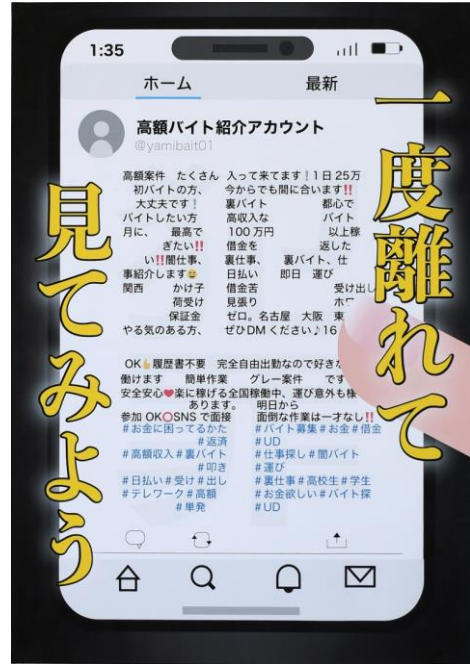 1:35
ホーム 最新
高額バイト紹介アカウント
@yamibait01
高額案件 たくさん 入って来てます！1日25万
初バイトの方、 今からでも間に合います‼
大丈夫です！ 裏バイト 都心で
バイトしたい方 高収入な バイト
月に、 最高で 100万円 以上稼
ぎたい‼ 借金を 返した
い‼闇仕事、 裏仕事、 裏バイト、仕
事紹介します😄 日払い 即日 運び
関西 かけ子 借金苦 受け出し
荷受け 見張り
保証金 ゼロ。名古屋 大阪 東
やる気のある方、 ぜひDMください♪16
OK👍履歴書不要 完全自由出勤なので好きな
働けます 簡単作業 グレー案件 です
安全安心❤楽に稼げる全国稼働中、運び意外も様
あります。 明日から
参加OK⭕SNSで面接 面倒な作業は一才なし‼
#お金に困ってるかた #バイト募集#お金#借金
#返済 #UD
#高額収入#裏バイト #仕事探し#闇バイト
#叩き #運び
#日払い#受け#出し #裏仕事#高校生#学生
#テレワーク#高額 #お金欲しい#バイト探
#単発 #UD
一度離れて
見てみよう